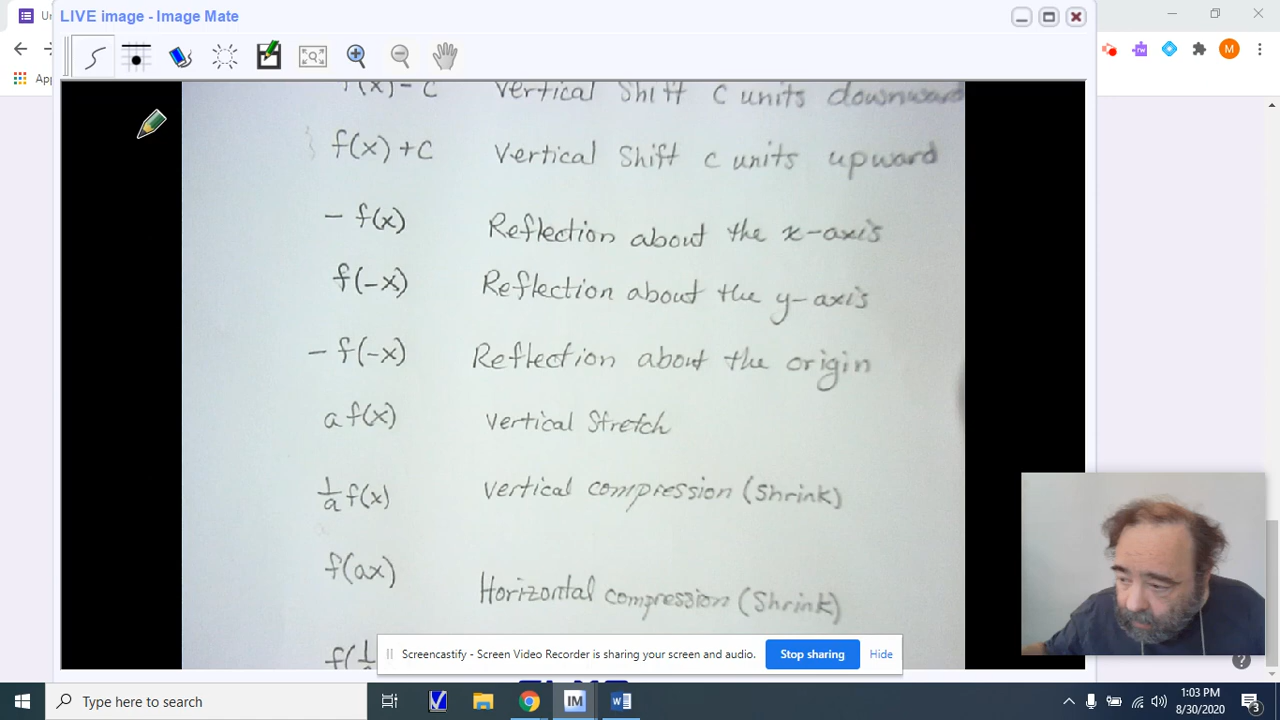 LIVE image - Image Mate
M
f(x) - C Vertical Shift C units downward
f(x) + C Vertical Shift c units upward
- f(x) Reflection about the x-axis
f(-x) Reflection about the y-axis
- f(-x) Reflection about the origin
a f(x) Vertical Stretch
1/a f(x) Vertical compression (Shrink)
f(ax) Horizontal compression (Shrink)
Screencastify - Screen Video Recorder is sharing your screen and audio. Stop sharing Hide
Type here to search
IM
1:03 PM
8/30/2020
3